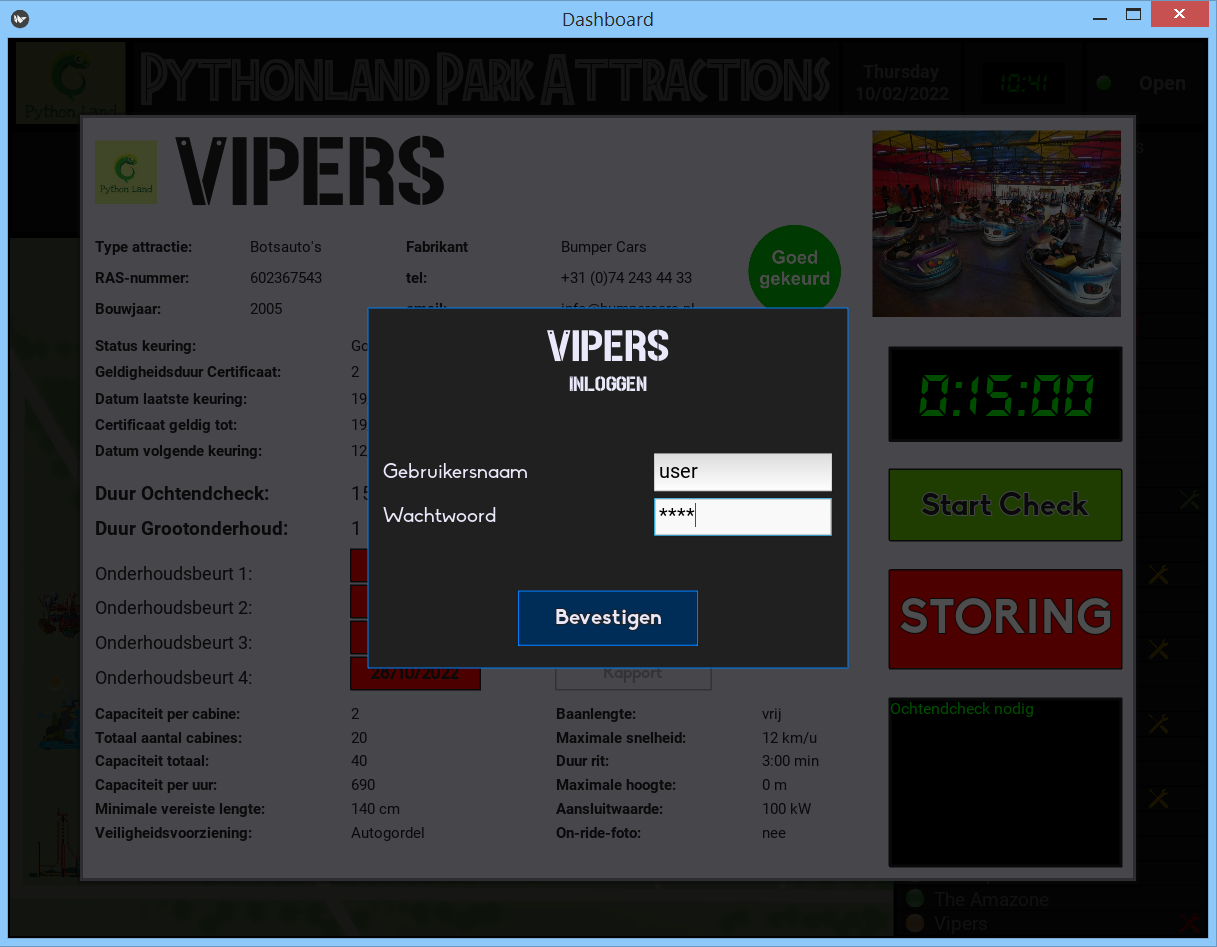 Dashboard
PYTHONLAND PARK ATTRACTIONS
Thursday
10/02/2022
10:41
Open
Python Land
Python Land
VIPERS
Type attractie: Botsauto's Fabrikant Bumper Cars
RAS-nummer: 602367543 tel: +31 (0)74 243 44 33
Bouwjaar: 2005 email: info@bumpercars.nl
Goed
gekeurd
Status keuring: Go
Geldigheidsduur Certificaat: 2
Datum laatste keuring: 19
Certificaat geldig tot: 19
Datum volgende keuring: 12
Duur Ochtendcheck: 15
Duur Grootonderhoud: 1
Onderhoudsbeurt 1:
Onderhoudsbeurt 2:
Onderhoudsbeurt 3:
Onderhoudsbeurt 4: 26/10/2022 Rapport
VIPERS
INLOGGEN
Gebruikersnaam user
Wachtwoord ****
Bevestigen
0:15:00
Start Check
STORING
Ochtendcheck nodig
Capaciteit per cabine: 2 Baanlengte: vrij
Totaal aantal cabines: 20 Maximale snelheid: 12 km/u
Capaciteit totaal: 40 Duur rit: 3:00 min
Capaciteit per uur: 690 Maximale hoogte: 0 m
Minimale vereiste lengte: 140 cm Aansluitwaarde: 100 kW
Veiligheidsvoorziening: Autogordel On-ride-foto: nee
The Amazone
Vipers